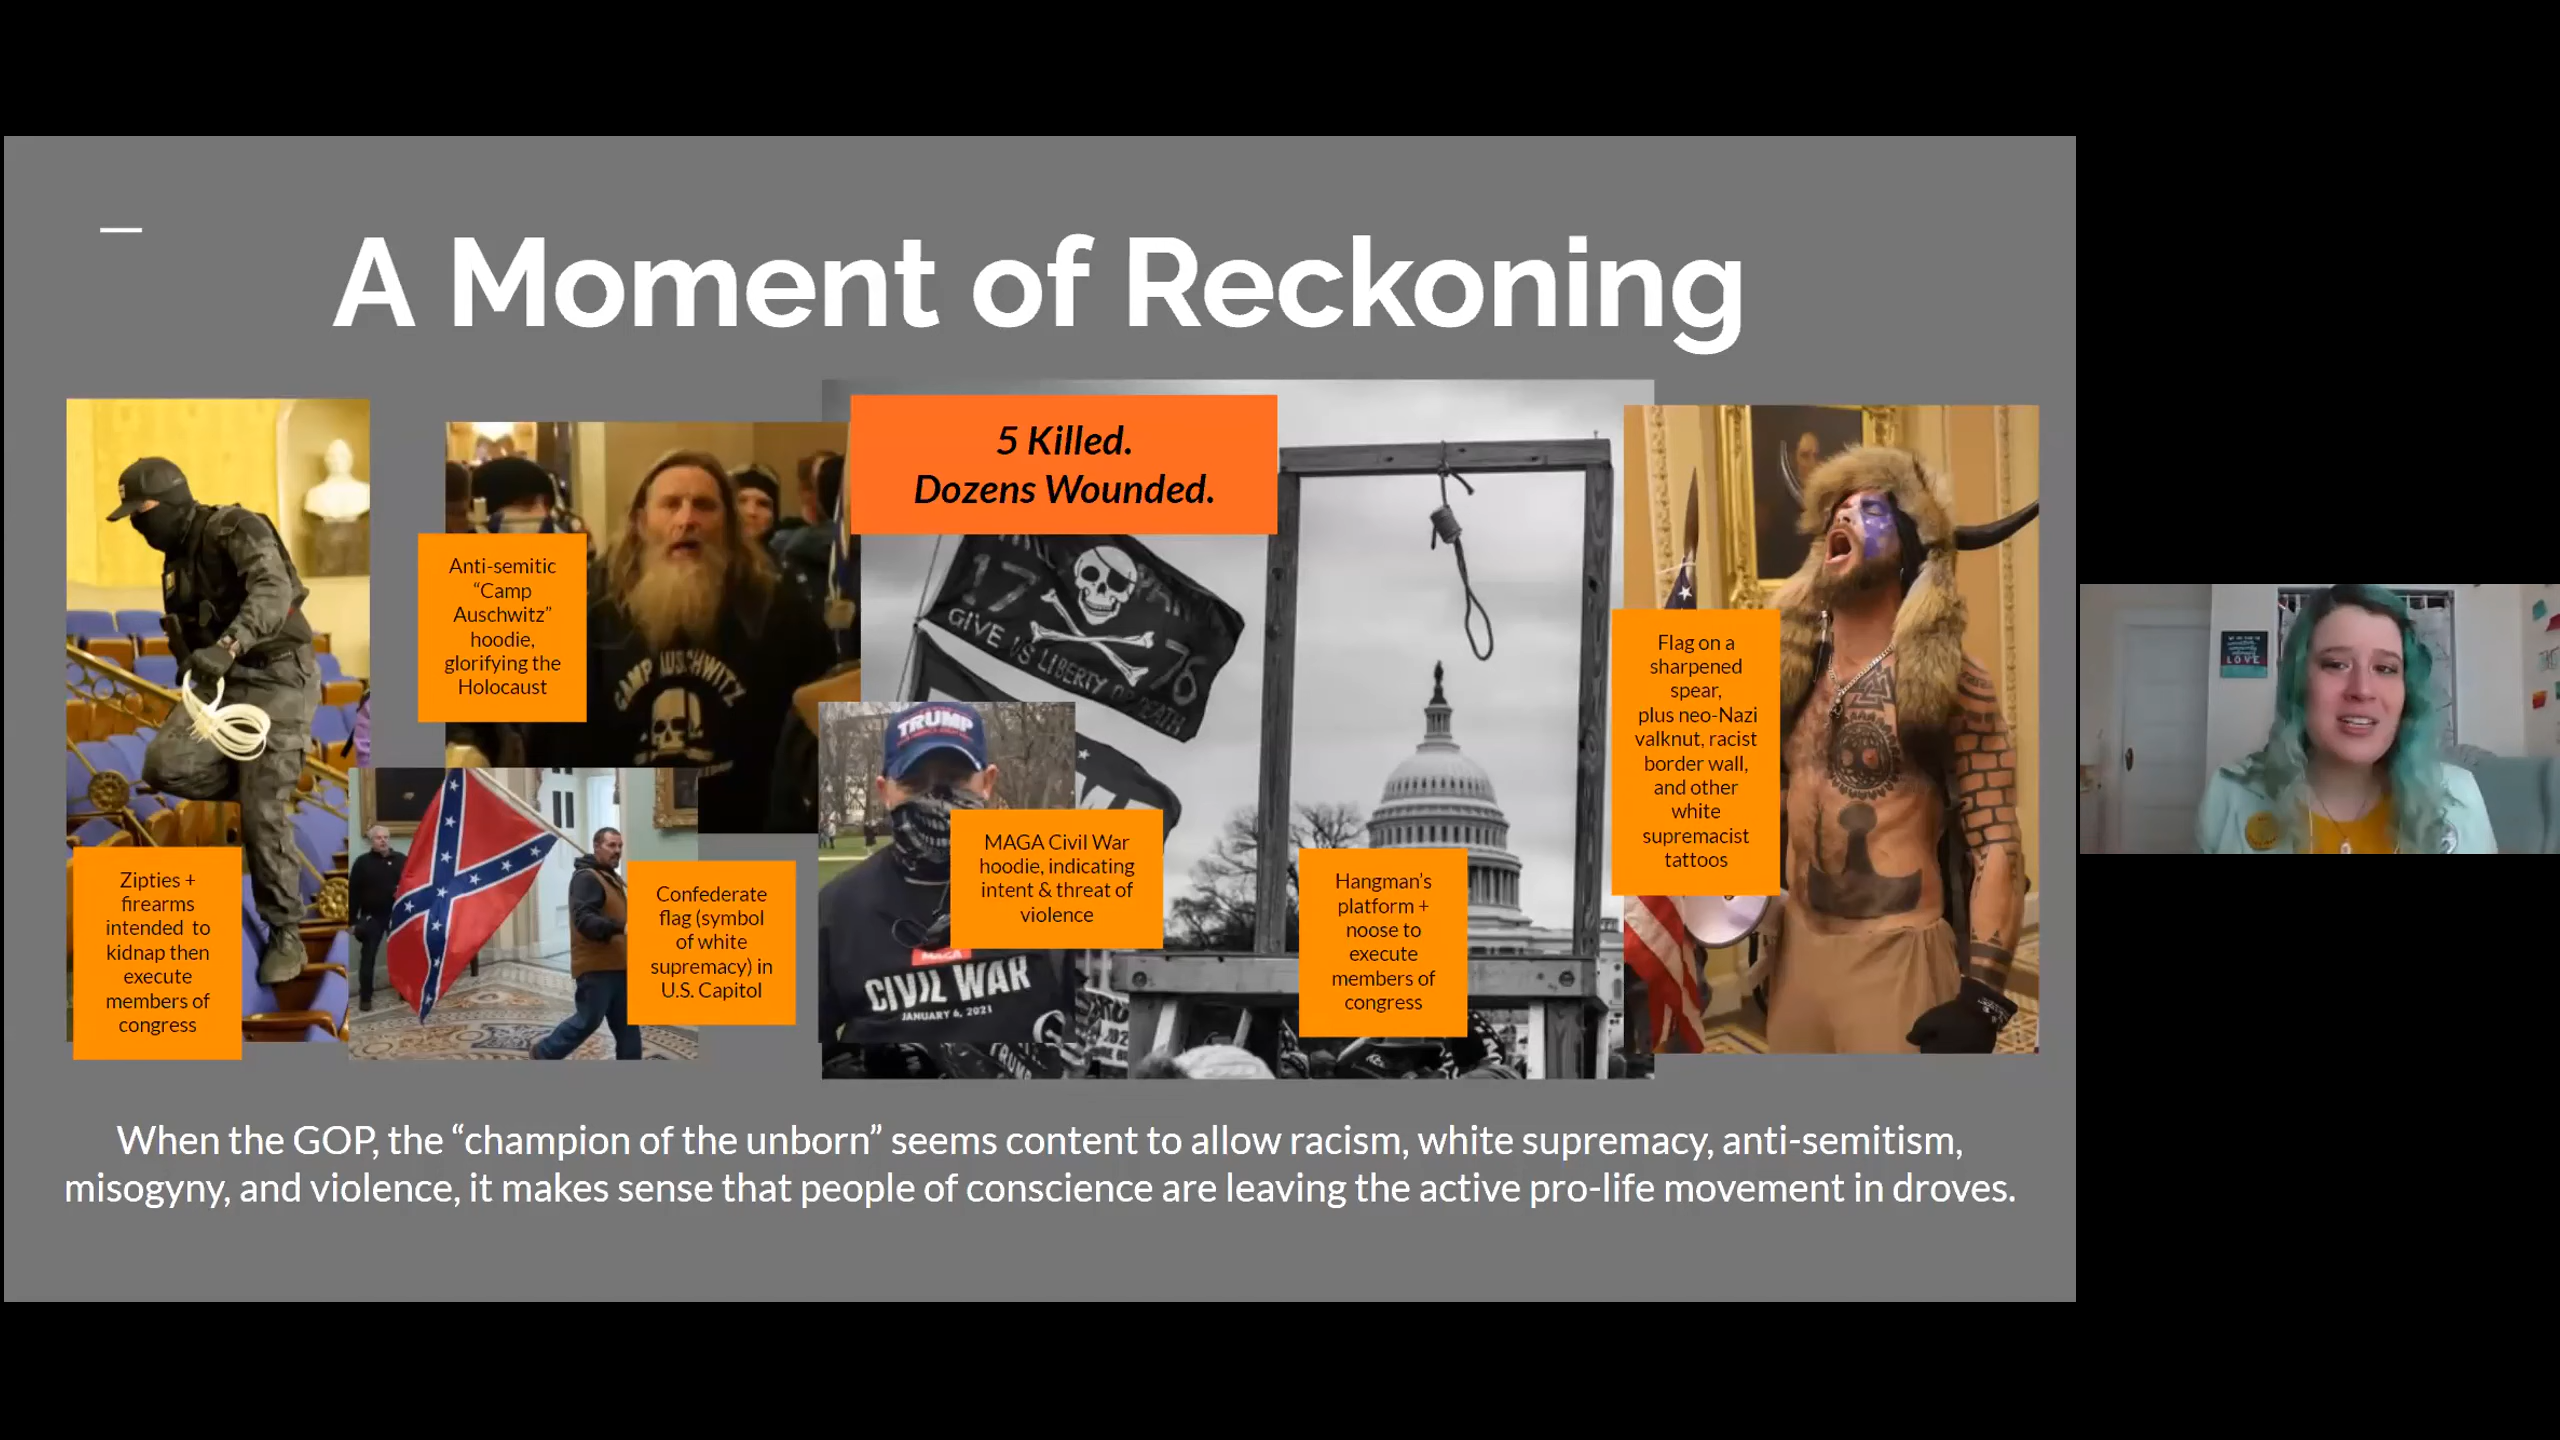 A Moment of Reckoning
5 Killed.
Dozens Wounded.
Anti-semitic
“Camp
Auschwitz”
hoodie,
glorifying the
Holocaust
CAMP AUSCHWITZ
17 76
GIVE US LIBERTY OR DEATH
TRUMP
Zipties +
firearms
intended to
kidnap then
execute
members of
congress
Confederate
flag (symbol
of white
supremacy) in
U.S. Capitol
MAGA Civil War
hoodie, indicating
intent & threat of
violence
MAGA
CIVIL WAR
JANUARY 6, 2021
TRUMP
Hangman’s
platform +
noose to
execute
members of
congress
Flag on a
sharpened
spear,
plus neo-Nazi
valknut, racist
border wall,
and other
white
supremacist
tattoos
When the GOP, the “champion of the unborn” seems content to allow racism, white supremacy, anti-semitism,
misogyny, and violence, it makes sense that people of conscience are leaving the active pro-life movement in droves.
LOVE